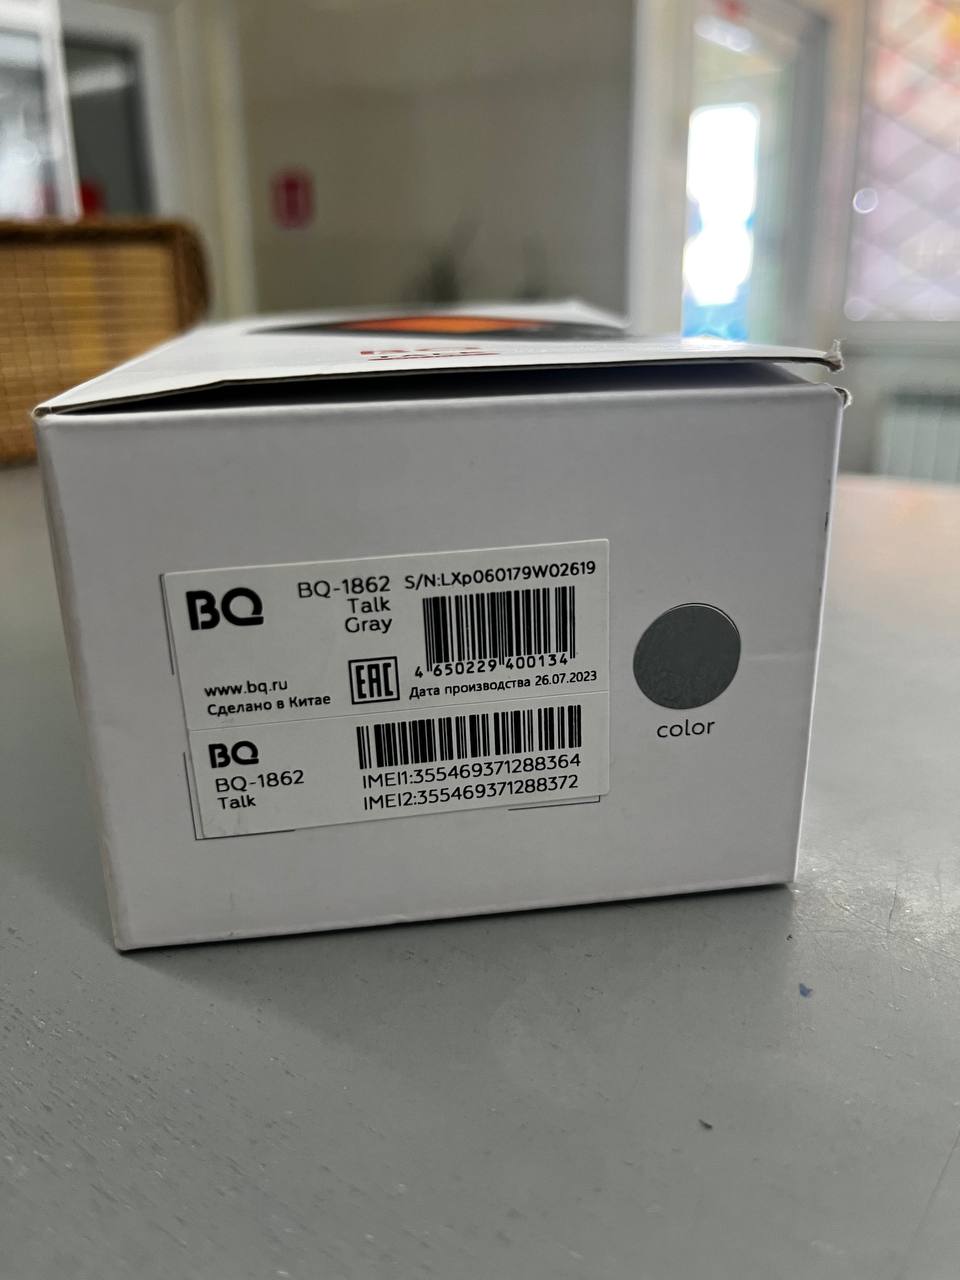 BQ
BQ
BQ-1862
Talk
Gray
S/N:LXp060179W02619
4 650229 400134
www.bq.ru
Сделано в Китае
EAC
Дата производства 26.07.2023
BQ
BQ-1862
Talk
IMEI1:355469371288364
IMEI2:355469371288372
color